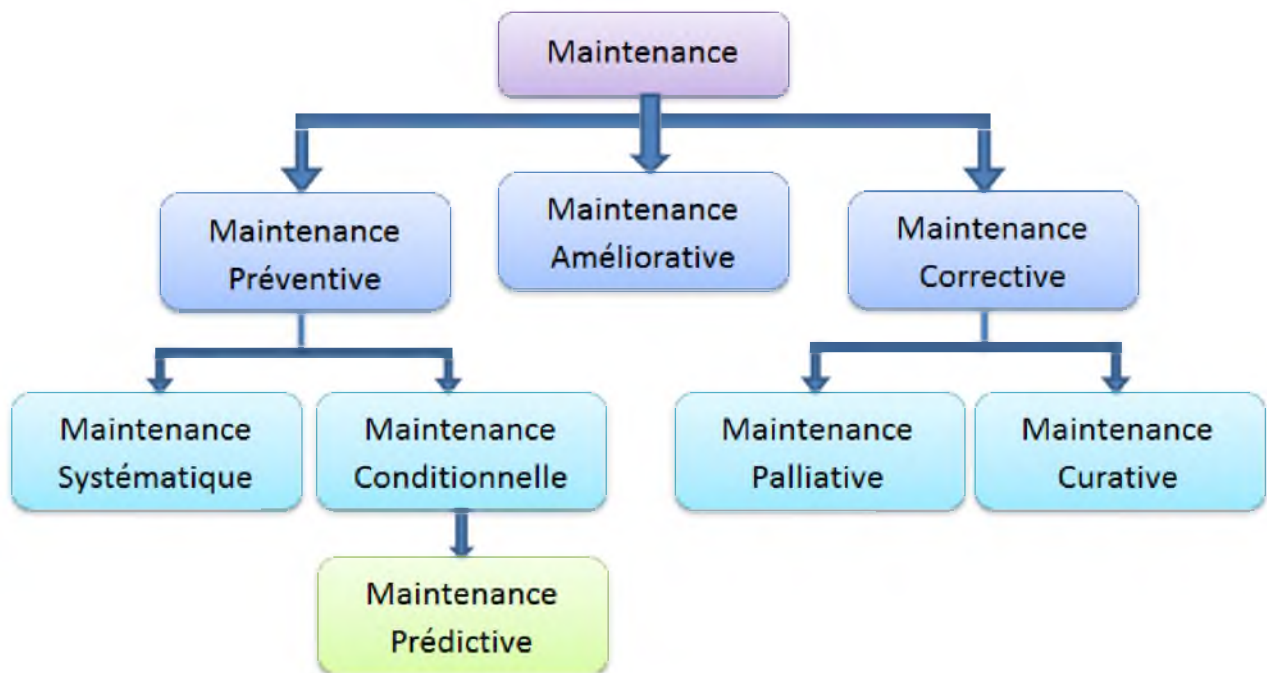 Maintenance
Maintenance
Préventive
Maintenance
Améliorative
Maintenance
Corrective
Maintenance
Systématique
Maintenance
Conditionnelle
Maintenance
Palliative
Maintenance
Curative
Maintenance
Prédictive